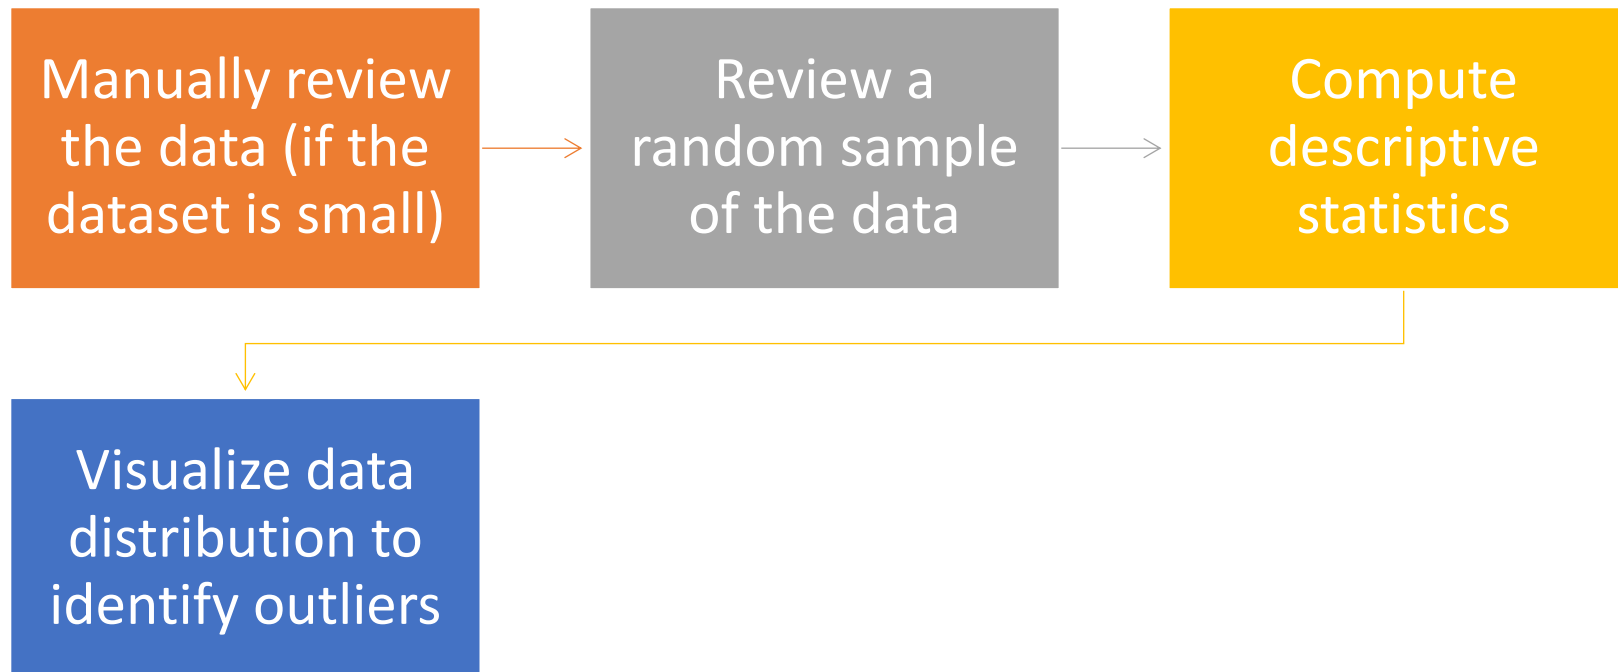 Manually review
the data (if the
dataset is small)
Review a
random sample
of the data
Compute
descriptive
statistics
Visualize data
distribution to
identify outliers